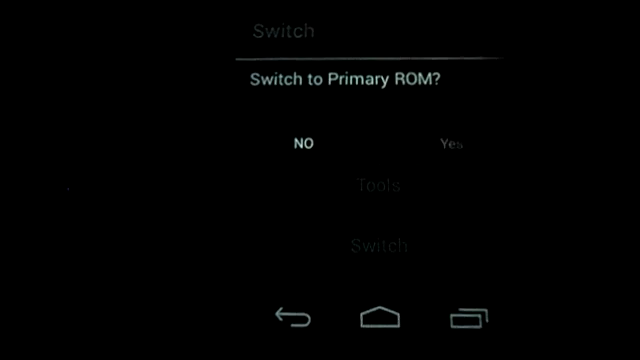 Switch
Switch to Primary ROM?
NO Yes
Tools
Switch